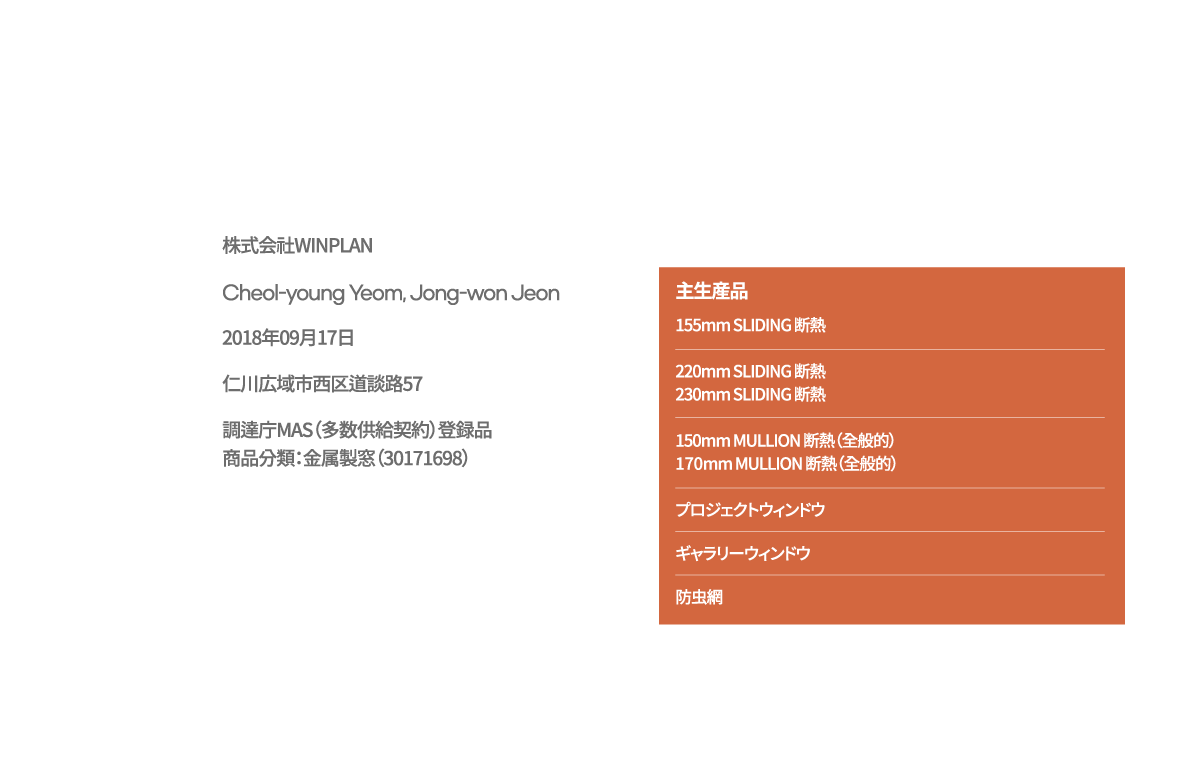 株式会社WINPLAN
Cheol-young Yeom, Jong-won Jeon
2018年09月17日
仁川広域市西区道談路57
調達庁MAS（多数供給契約）登録品
商品分類：金属製窓（30171698）
主生産品
155mm SLIDING 断熱
220mm SLIDING 断熱
230mm SLIDING 断熱
150mm MULLION 断熱（全般的）
170mm MULLION 断熱（全般的）
プロジェクトウィンドウ
ギャラリーウィンドウ
防虫網